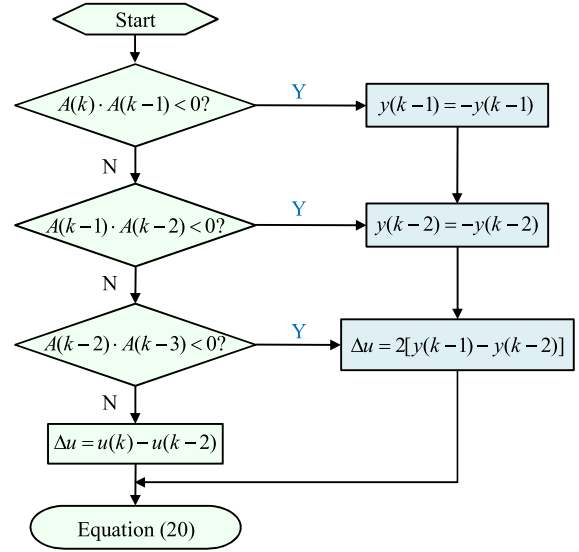 Start
A(k)·A(k−1)<0?
Y
y(k−1)=−y(k−1)
N
A(k−1)·A(k−2)<0?
Y
y(k−2)=−y(k−2)
N
A(k−2)·A(k−3)<0?
Y
Δu=2[y(k−1)−y(k−2)]
N
Δu=u(k)−u(k−2)
Equation (20)